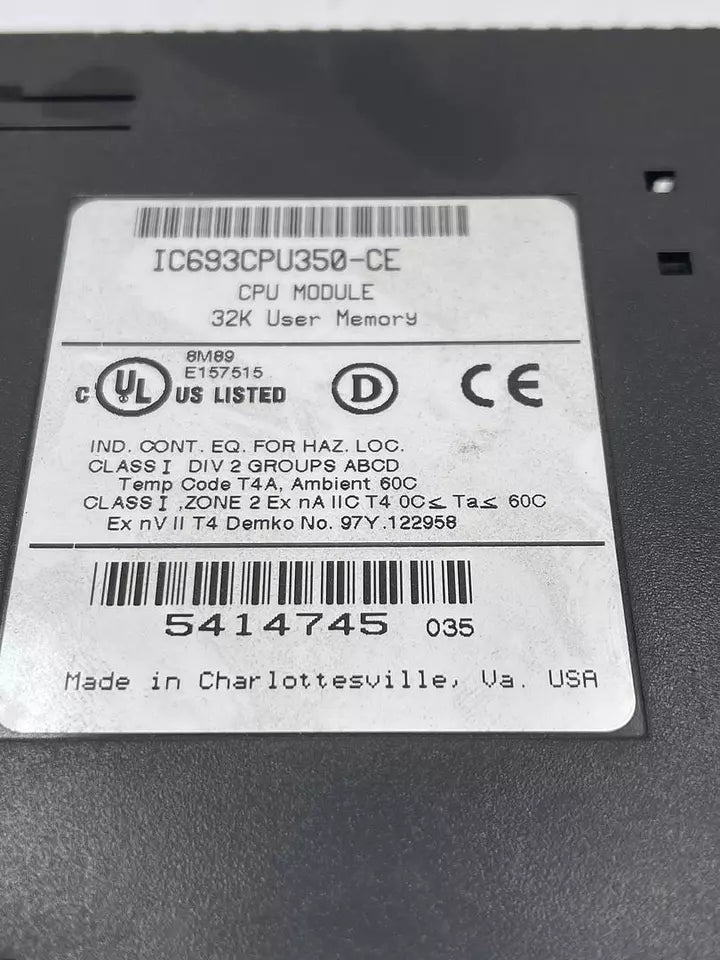 IC693CPU350-CE
CPU MODULE
32K User Memory
8M89
E157515
C UL US LISTED
D
CE
IND. CONT. EQ. FOR HAZ. LOC.
CLASS I DIV 2 GROUPS ABCD
Temp Code T4A, Ambient 60C
CLASS I ,ZONE 2 Ex nA IIC T4 0C≤ Ta≤ 60C
Ex nV II T4 Demko No. 97Y.122958
5414745 035
Made in Charlottesville, Va. USA